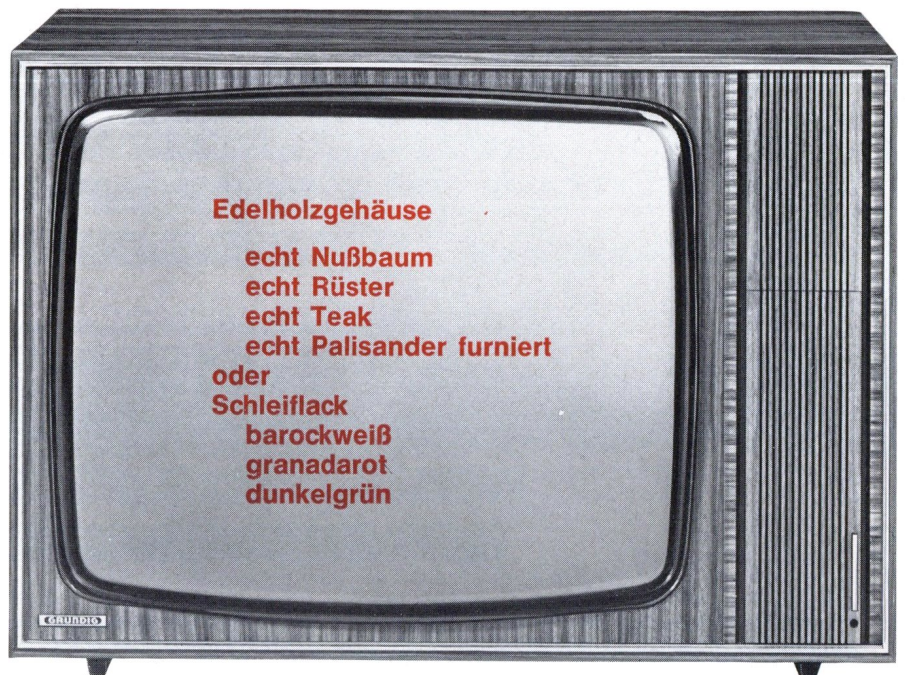 Edelholzgehäuse
echt Nußbaum
echt Rüster
echt Teak
echt Palisander furniert
oder
Schleiflack
barockweiß
granadarot
dunkelgrün
GRUNDIG